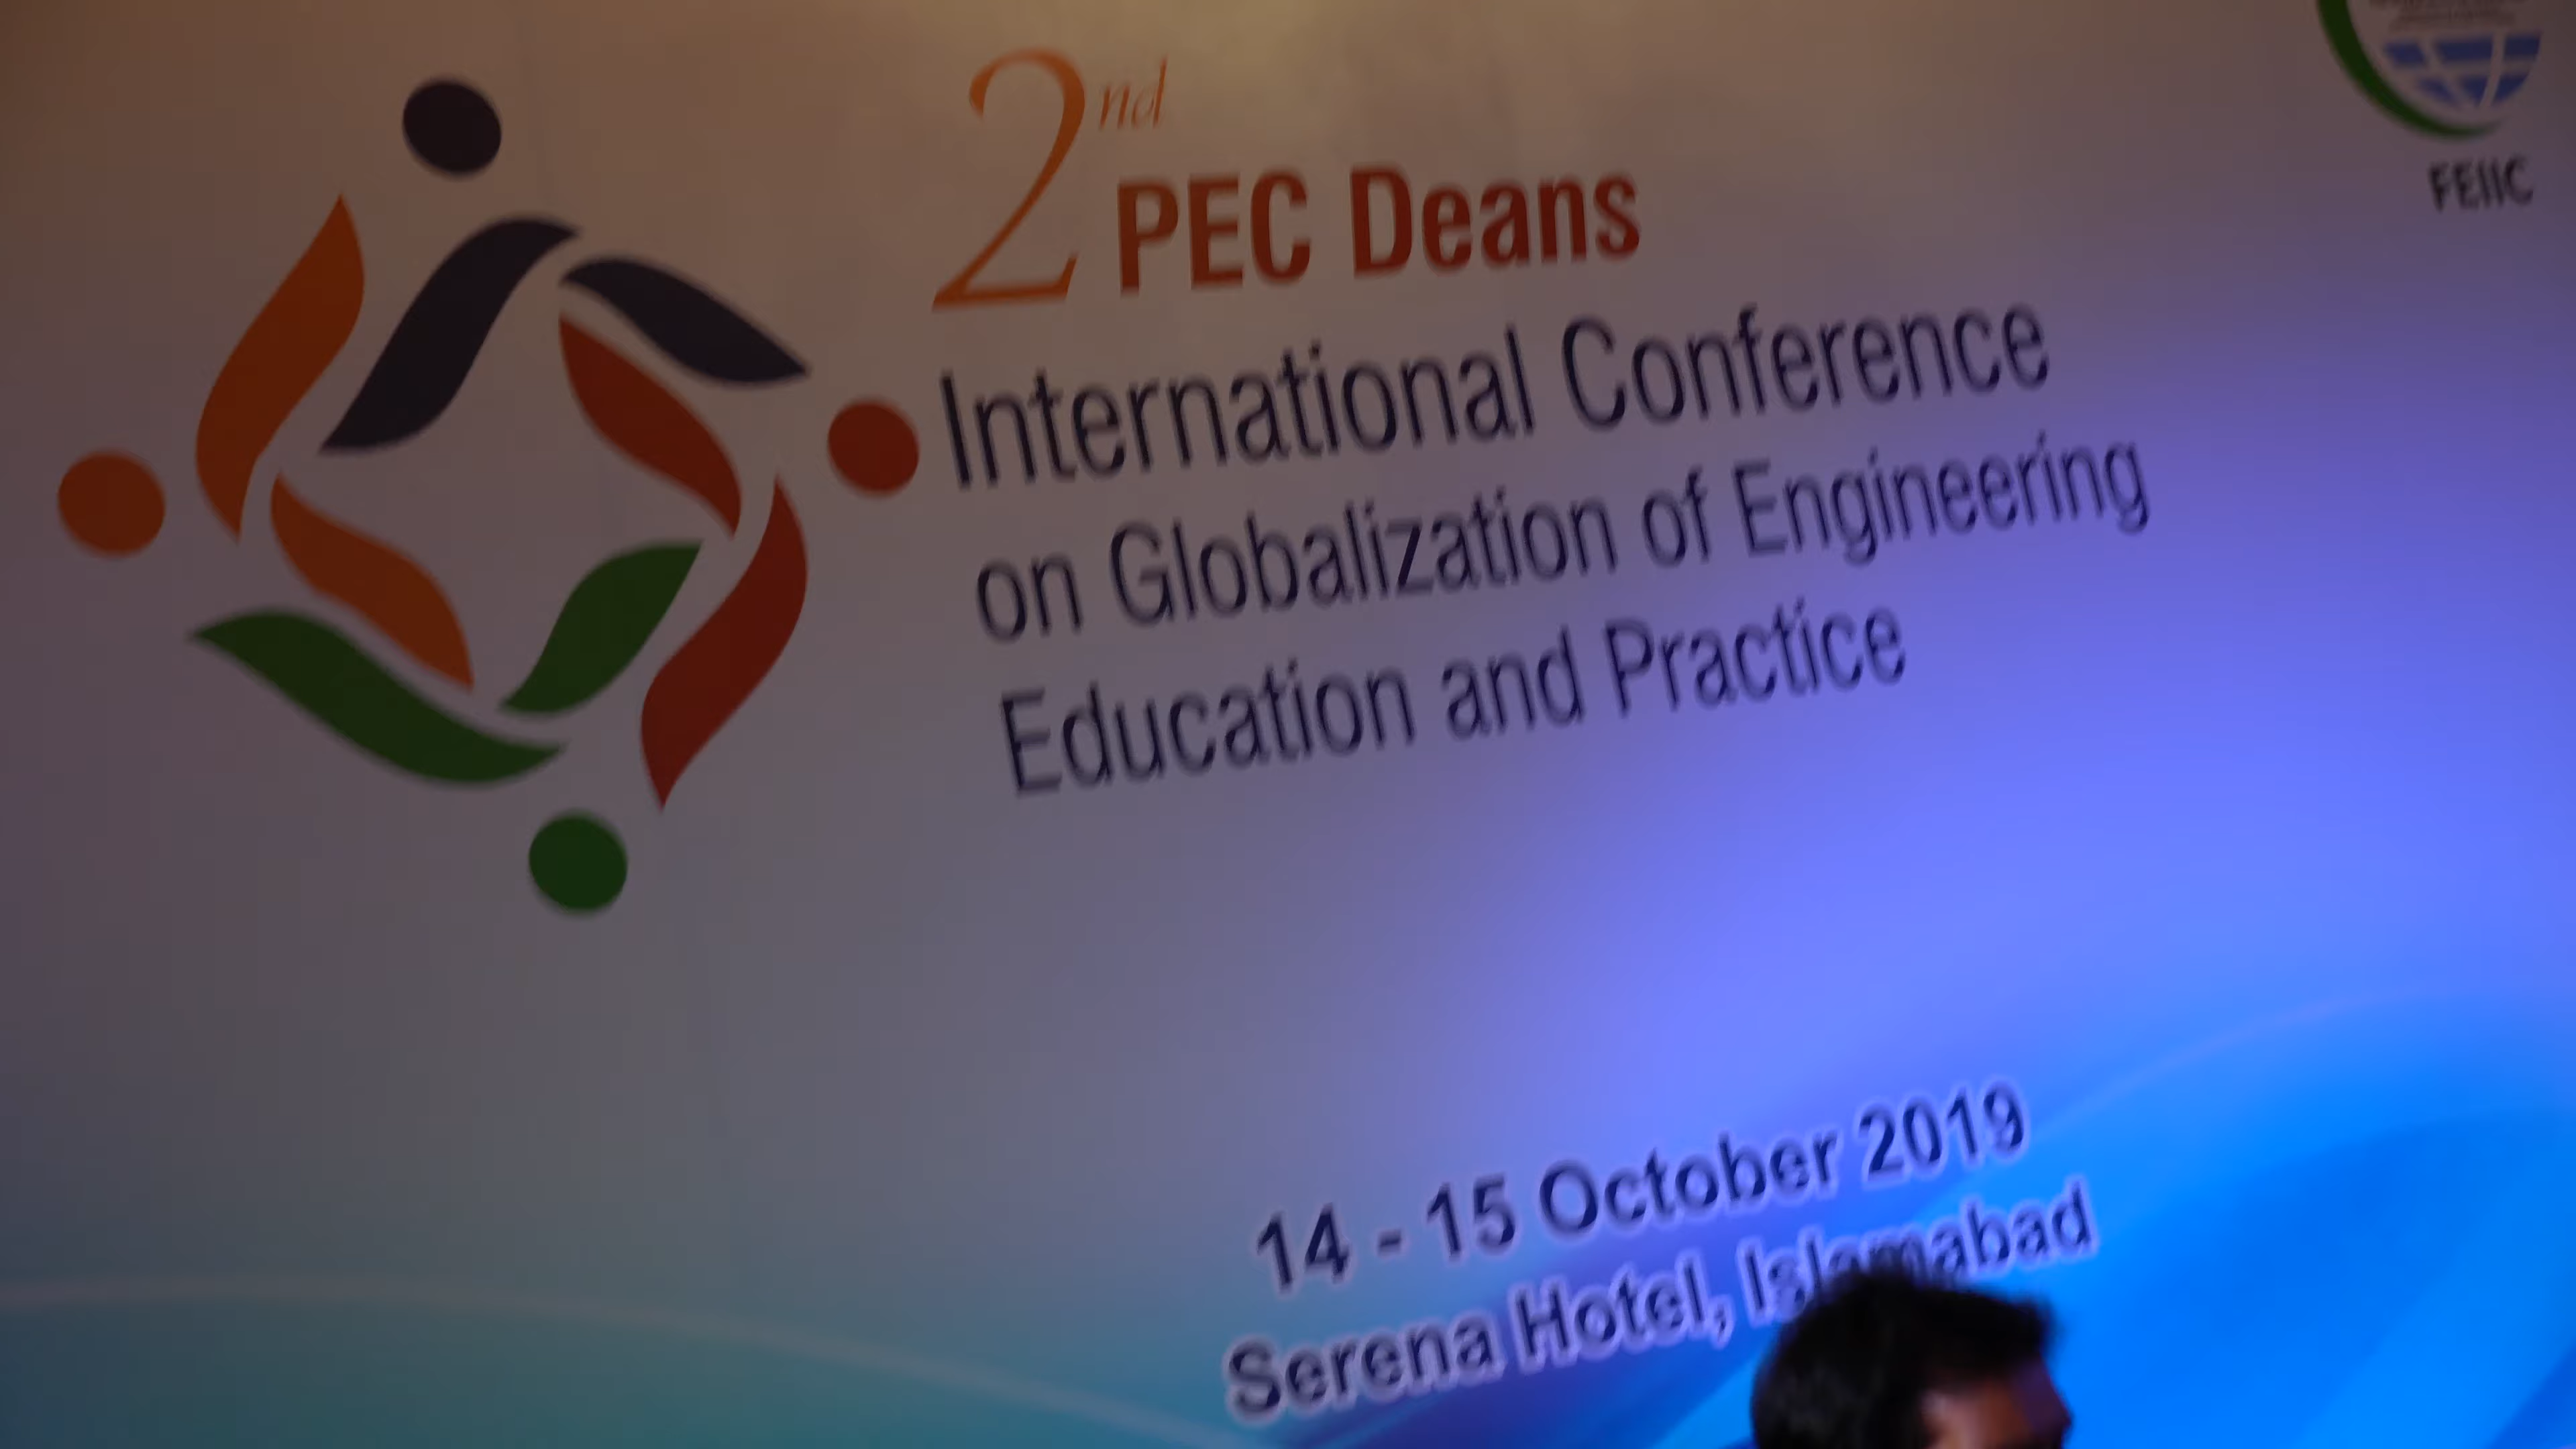 2nd PEC Deans
International Conference
on Globalization of Engineering
Education and Practice
14 - 15 October 2019
Serena Hotel, Islamabad
FEIIC